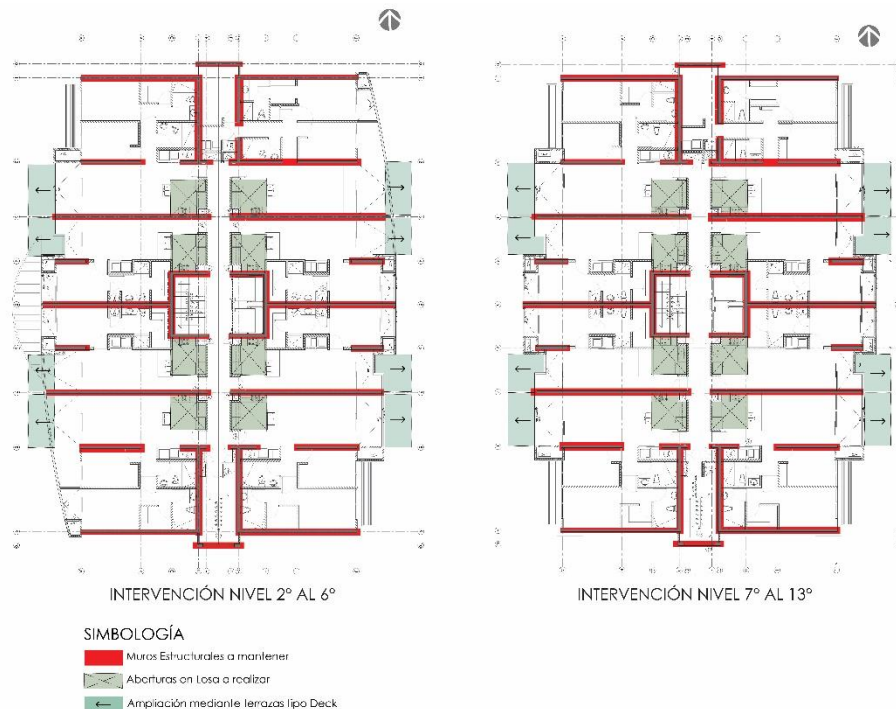 INTERVENCIÓN NIVEL 2° AL 6°
INTERVENCIÓN NIVEL 7° AL 13°
SIMBOLOGÍA
Muros Estructurales a mantener
Aberturas en Losa a realizar
Ampliación mediante terrazas tipo Deck